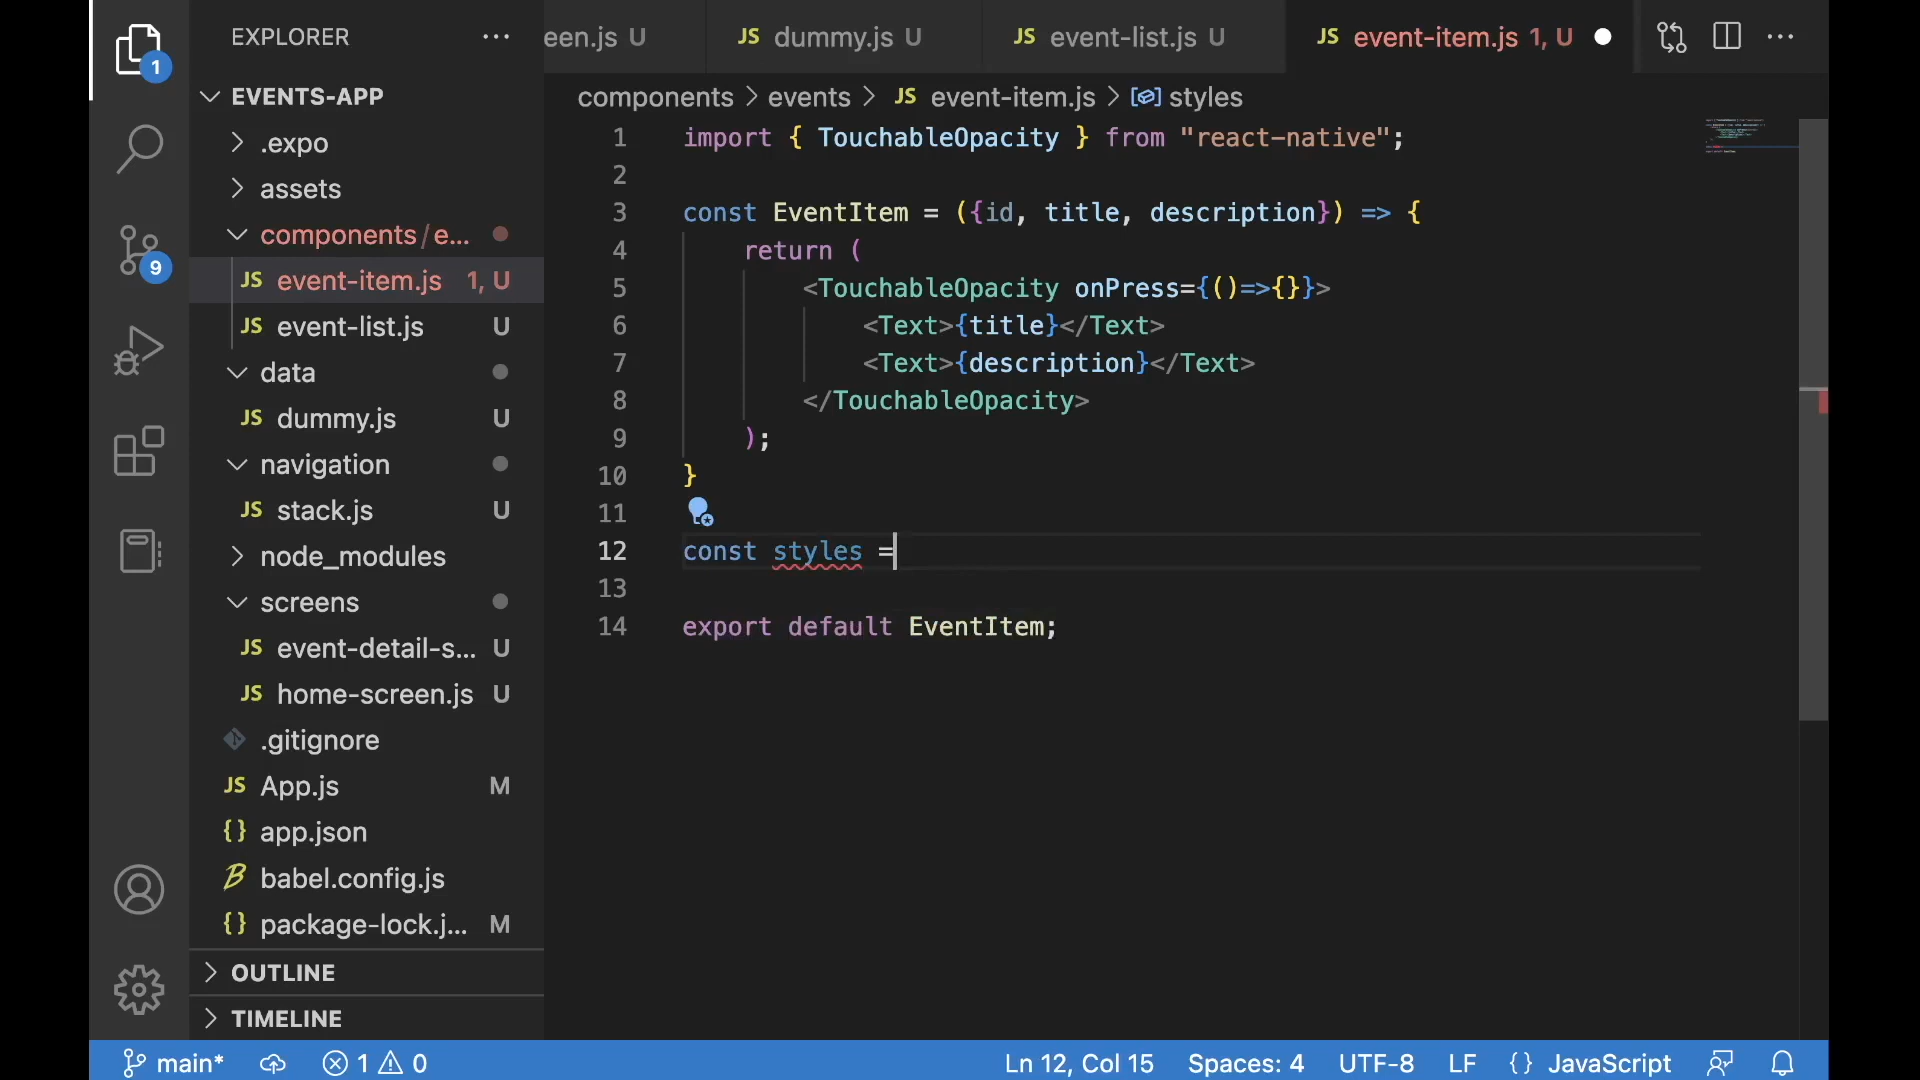 EXPLORER
een.js U
JS dummy.js U
JS event-list.js U
JS event-item.js 1, U
EVENTS-APP
components > events > JS event-item.js > styles
.expo
assets
components/e...
JS event-item.js 1, U
JS event-list.js U
data
JS dummy.js U
navigation
JS stack.js U
node_modules
screens
JS event-detail-s... U
JS home-screen.js U
.gitignore
JS App.js M
{} app.json
babel.config.js
{} package-lock.j... M
OUTLINE
TIMELINE
1
9
1 import { TouchableOpacity } from "react-native";
2
3 const EventItem = ({id, title, description}) => {
4 return (
5 <TouchableOpacity onPress={()=>{}}>
6 <Text>{title}</Text>
7 <Text>{description}</Text>
8 </TouchableOpacity>
9 );
10 }
11
12 const styles =
13
14 export default EventItem;
main* 1 0 Ln 12, Col 15 Spaces: 4 UTF-8 LF {} JavaScript